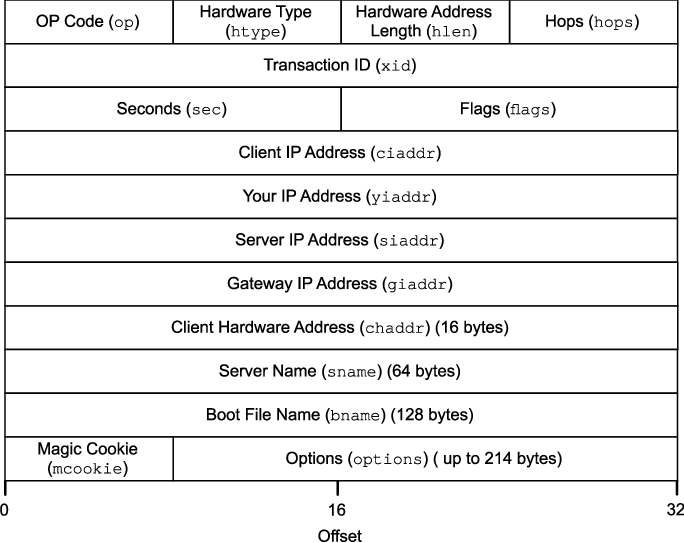 OP Code (op)
Hardware Type
(htype)
Hardware Address
Length (hlen)
Hops (hops)
Transaction ID (xid)
Seconds (sec)
Flags (flags)
Client IP Address (ciaddr)
Your IP Address (yiaddr)
Server IP Address (siaddr)
Gateway IP Address (giaddr)
Client Hardware Address (chaddr) (16 bytes)
Server Name (sname) (64 bytes)
Boot File Name (bname) (128 bytes)
Magic Cookie
(mcookie)
Options (options) ( up to 214 bytes)
0
16
32
Offset